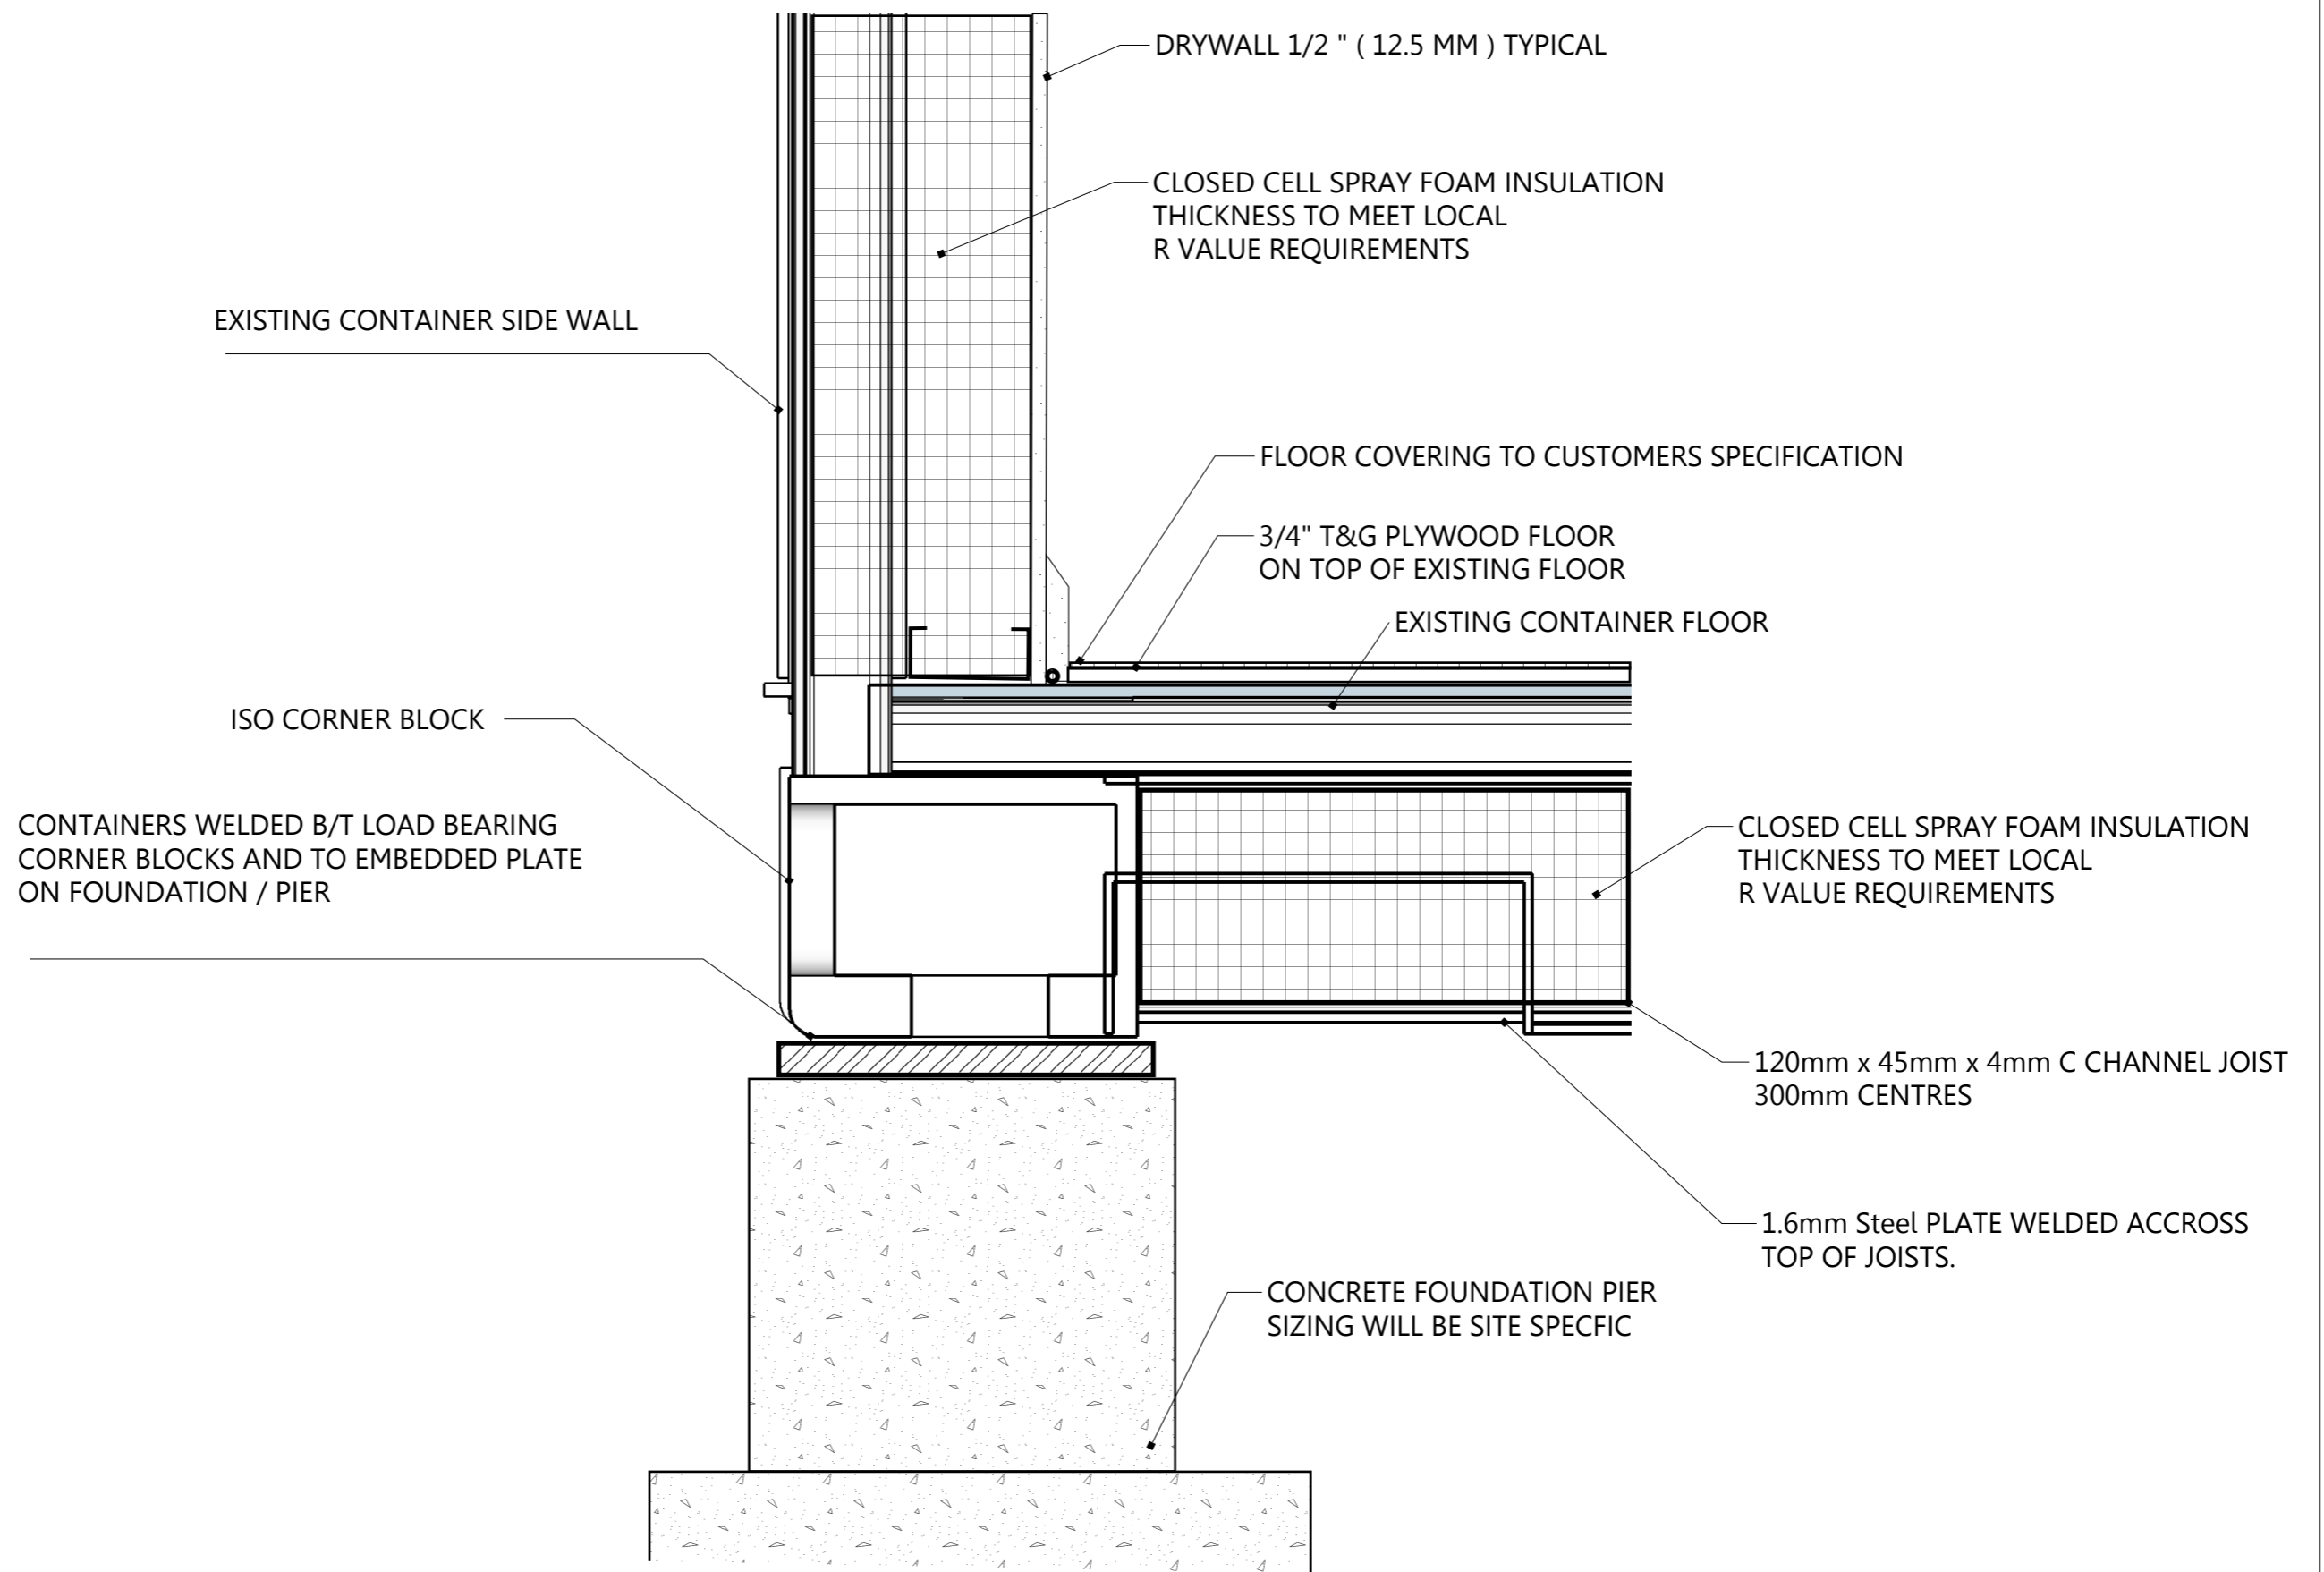 DRYWALL 1/2 " ( 12.5 MM ) TYPICAL
CLOSED CELL SPRAY FOAM INSULATION
THICKNESS TO MEET LOCAL
R VALUE REQUIREMENTS
EXISTING CONTAINER SIDE WALL
FLOOR COVERING TO CUSTOMERS SPECIFICATION
3/4" T&G PLYWOOD FLOOR
ON TOP OF EXISTING FLOOR
EXISTING CONTAINER FLOOR
ISO CORNER BLOCK
CONTAINERS WELDED B/T LOAD BEARING
CORNER BLOCKS AND TO EMBEDDED PLATE
ON FOUNDATION / PIER
CLOSED CELL SPRAY FOAM INSULATION
THICKNESS TO MEET LOCAL
R VALUE REQUIREMENTS
120mm x 45mm x 4mm C CHANNEL JOIST
300mm CENTRES
1.6mm Steel PLATE WELDED ACCROSS
TOP OF JOISTS.
CONCRETE FOUNDATION PIER
SIZING WILL BE SITE SPECFIC